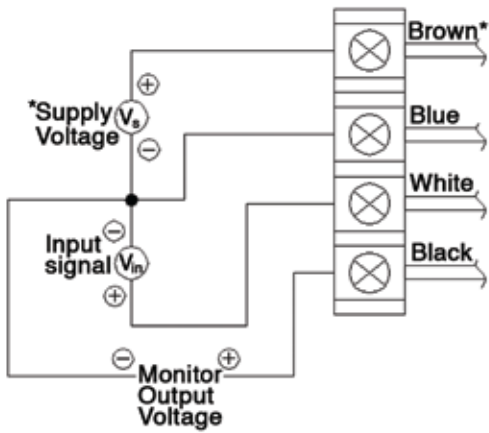 Brown*
*Supply
Voltage
Vs
+
−
Blue
White
Input
signal
−
Vin
+
Black
−
+
Monitor
Output
Voltage